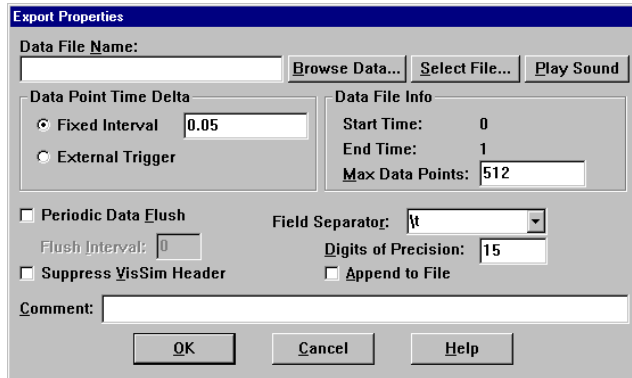 Export Properties
Data File Name:
Browse Data... Select File... Play Sound
Data Point Time Delta
Fixed Interval 0.05
External Trigger
Data File Info
Start Time: 0
End Time: 1
Max Data Points: 512
Periodic Data Flush
Flush Interval: 0
Suppress VisSim Header
Field Separator: \t
Digits of Precision: 15
Append to File
Comment:
OK Cancel Help